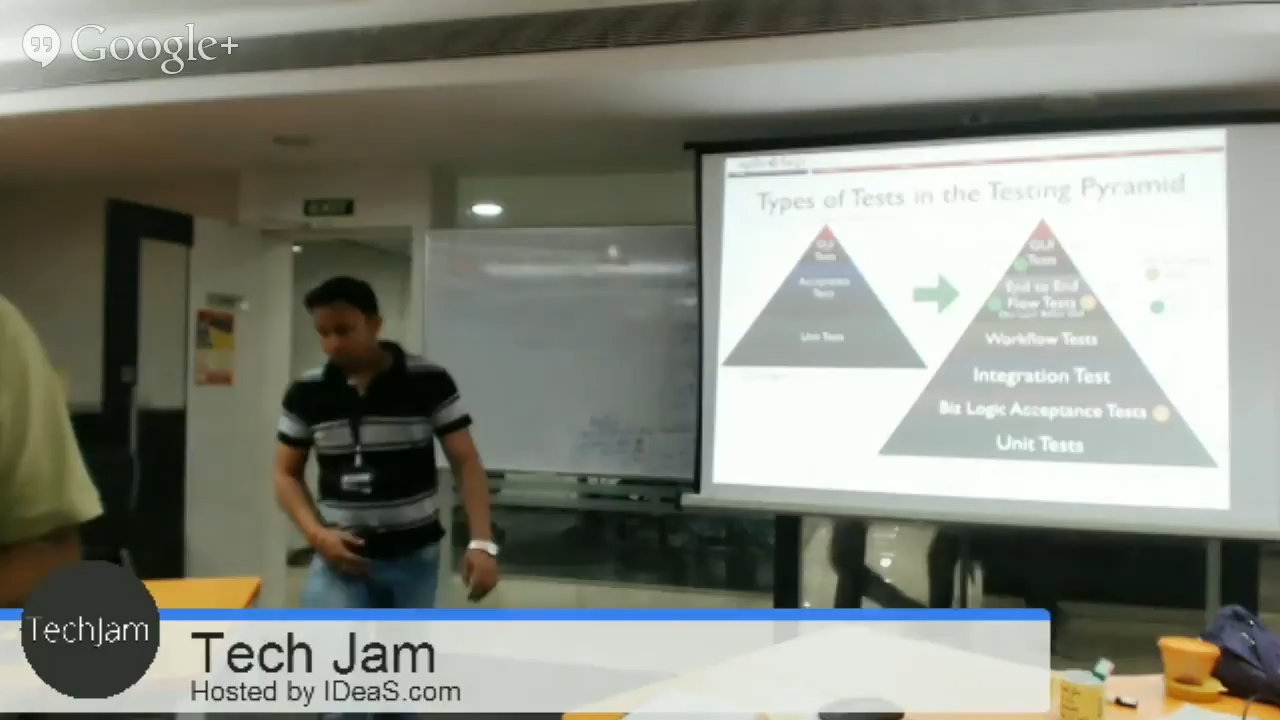 Google+
EXIT
Types of Tests in the Testing Pyramid
GUI
Tests
Acceptance
Test
Unit Tests
GUI
Tests
End to End
Flow Tests
Workflow Tests
Integration Test
Biz Logic Acceptance Tests
Unit Tests
TechJam
Tech Jam
Hosted by IDeaS.com